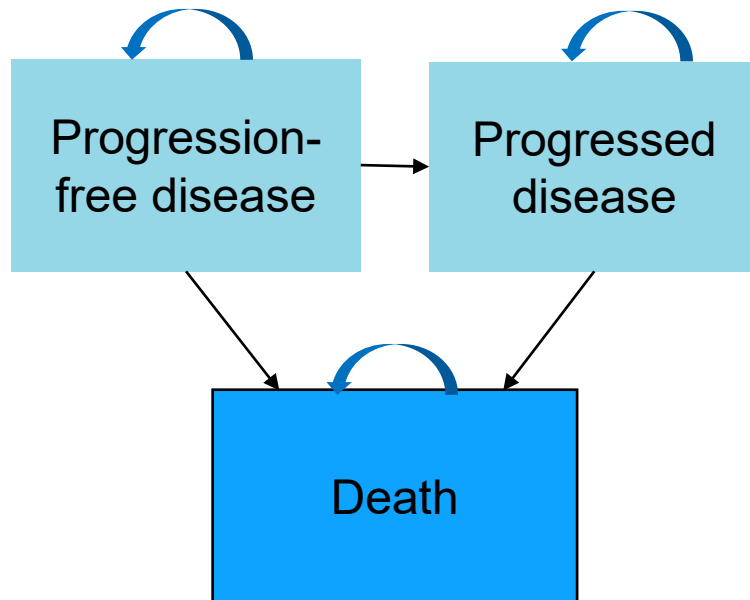 Progression-
free disease
Progressed
disease
Death